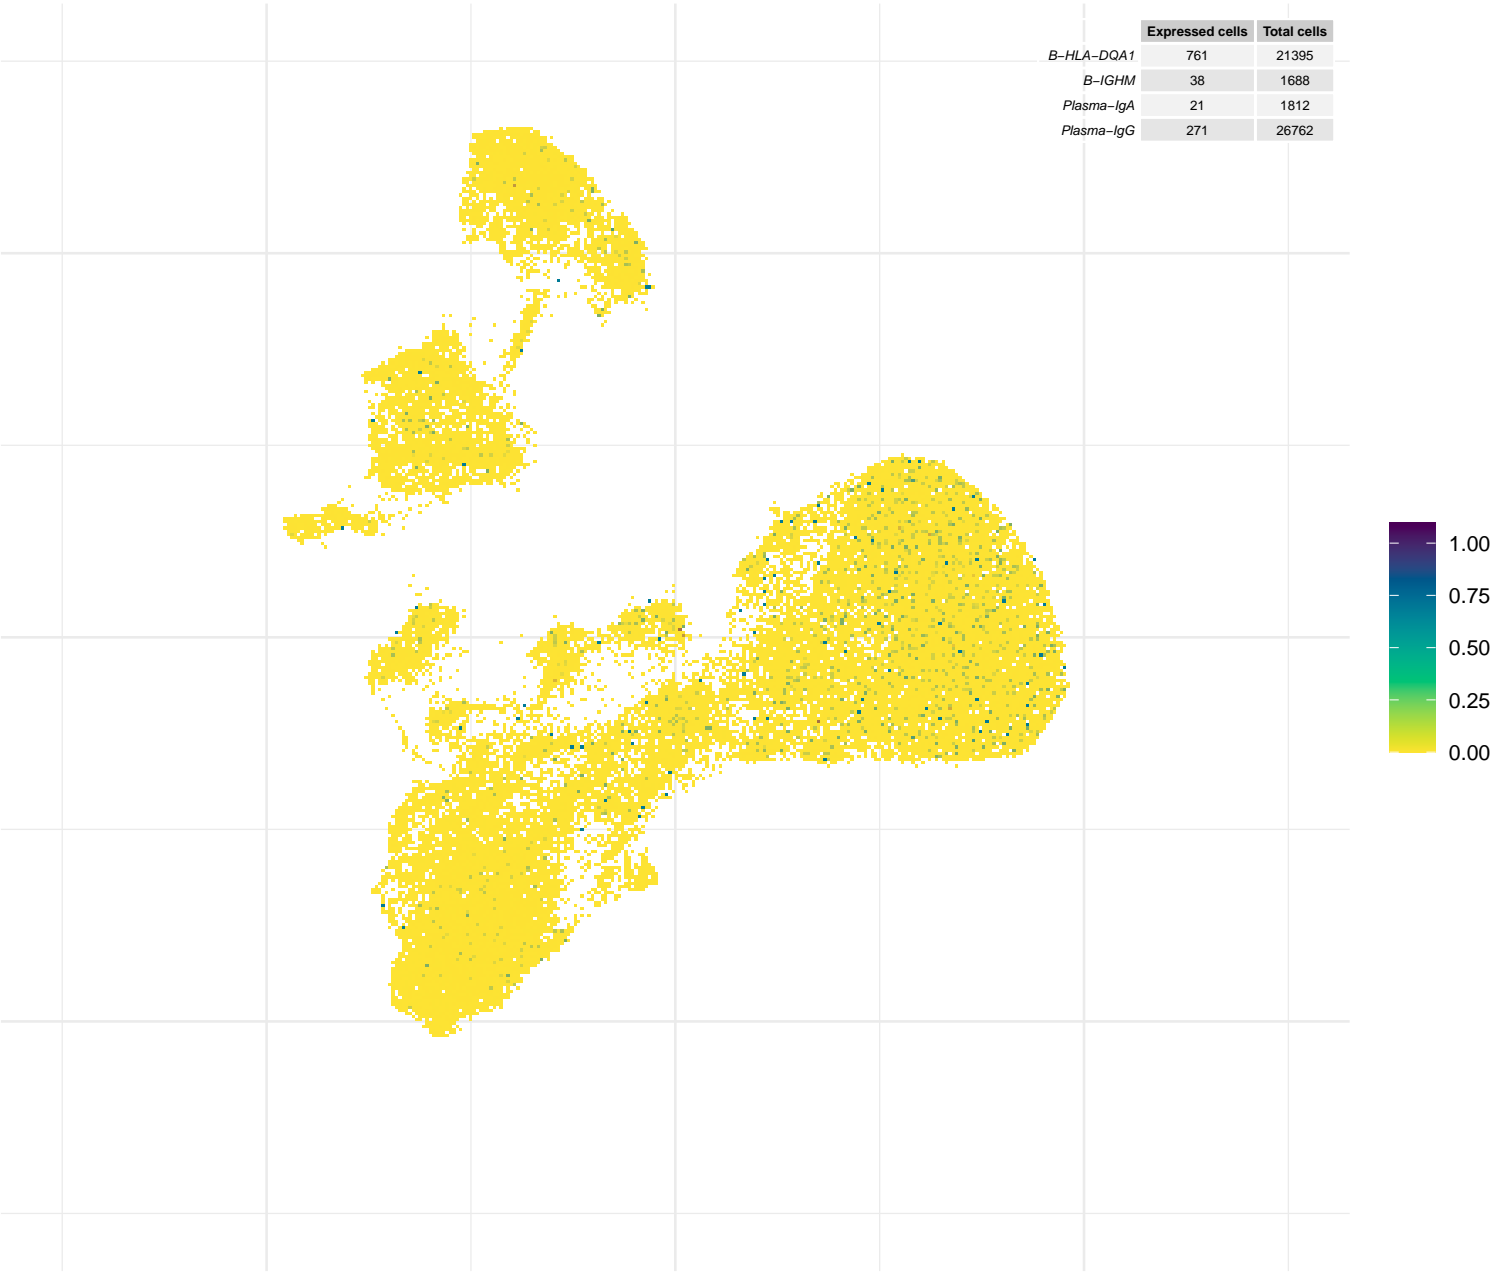 Expressed cells Total cells
B−HLA−DQA1 761 21395
B−IGHM 38 1688
Plasma−IgA 21 1812
Plasma−IgG 271 26762
1.00
0.75
0.50
0.25
0.00